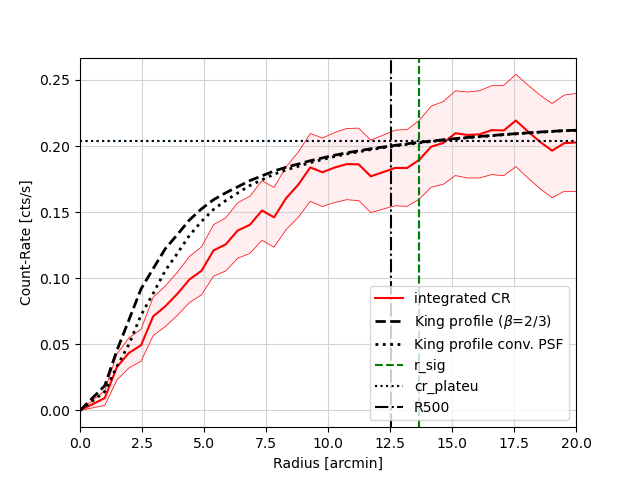 0.25
0.20
0.15
0.10
0.05
0.00
Count-Rate [cts/s]
integrated CR
King profile (β=2/3)
King profile conv. PSF
r_sig
cr_plateu
R500
0.0 2.5 5.0 7.5 10.0 12.5 15.0 17.5 20.0
Radius [arcmin]